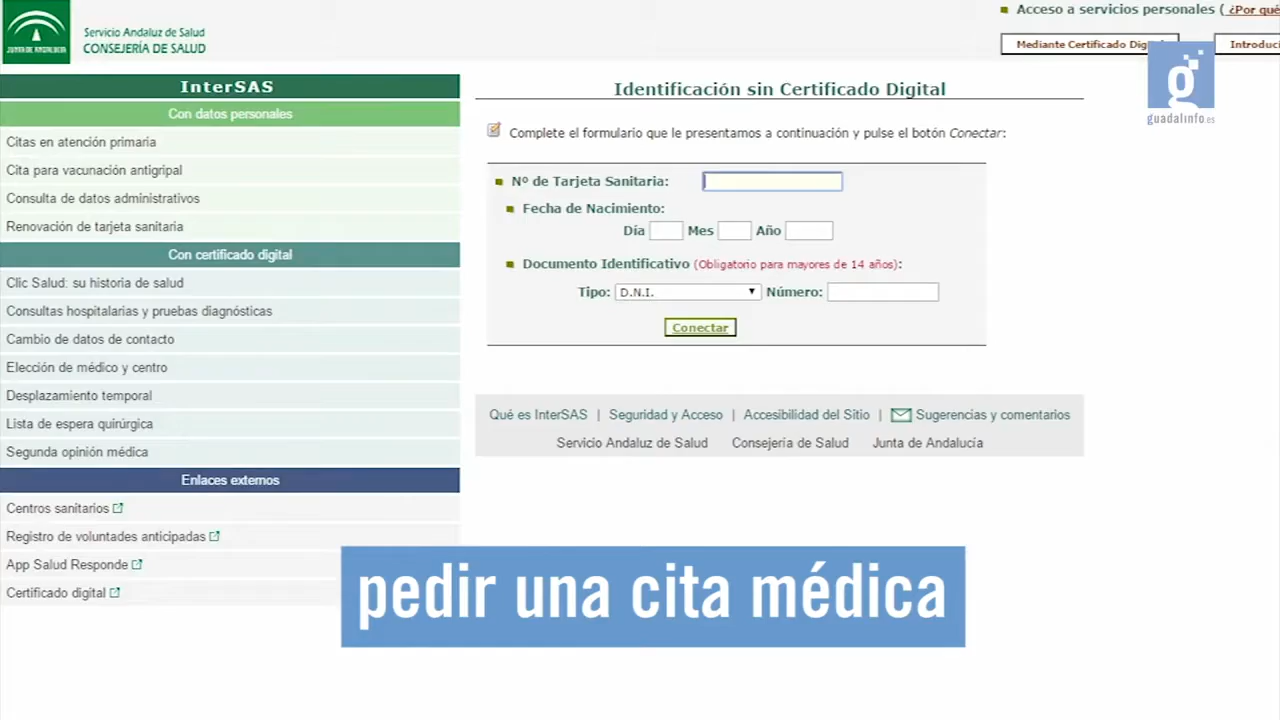 JUNTA DE ANDALUCIA
Servicio Andaluz de Salud
CONSEJERÍA DE SALUD
Acceso a servicios personales ( ¿Por qué
Mediante Certificado Digi
Introduci
guadalinfo.es
InterSAS
Con datos personales
Citas en atención primaria
Cita para vacunación antigripal
Consulta de datos administrativos
Renovación de tarjeta sanitaria
Con certificado digital
Clic Salud: su historia de salud
Consultas hospitalarias y pruebas diagnósticas
Cambio de datos de contacto
Elección de médico y centro
Desplazamiento temporal
Lista de espera quirúrgica
Segunda opinión médica
Enlaces externos
Centros sanitarios
Registro de voluntades anticipadas
App Salud Responde
Certificado digital
Identificación sin Certificado Digital
Complete el formulario que le presentamos a continuación y pulse el botón Conectar:
Nº de Tarjeta Sanitaria:
Fecha de Nacimiento:
Día Mes Año
Documento Identificativo (Obligatorio para mayores de 14 años):
Tipo: D.N.I. Número:
Conectar
Qué es InterSAS | Seguridad y Acceso | Accesibilidad del Sitio | Sugerencias y comentarios
Servicio Andaluz de Salud Consejería de Salud Junta de Andalucía
pedir una cita médica